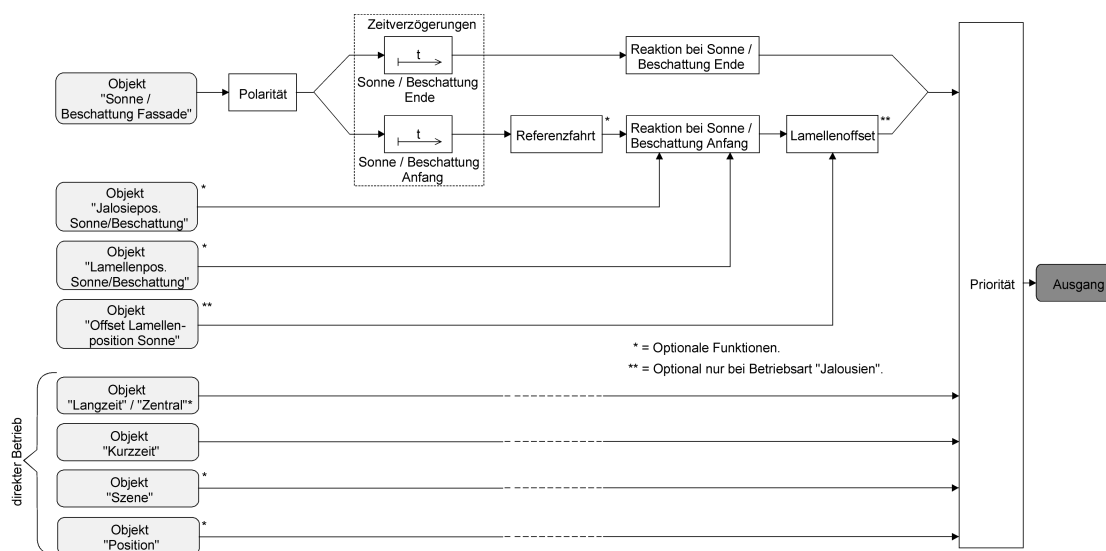 Zeitverzögerungen
t
Sonne / Beschattung
Ende
Reaktion bei Sonne /
Beschattung Ende
Objekt
"Sonne /
Beschattung Fassade"
Polarität
t
Sonne / Beschattung
Anfang
Referenzfahrt
*
Reaktion bei Sonne /
Beschattung Anfang
Lamellenoffset
**
Objekt
"Jalosiepos.
Sonne/Beschattung"
*
Objekt
"Lamellenpos.
Sonne/Beschattung"
*
Objekt
"Offset Lamellen-
position Sonne"
**
Priorität
Ausgang
* = Optionale Funktionen.
** = Optional nur bei Betriebsart "Jalousien".
direkter Betrieb
Objekt
"Langzeit" / "Zentral"*
Objekt
"Kurzzeit"
Objekt
"Szene"
*
Objekt
"Position"
*